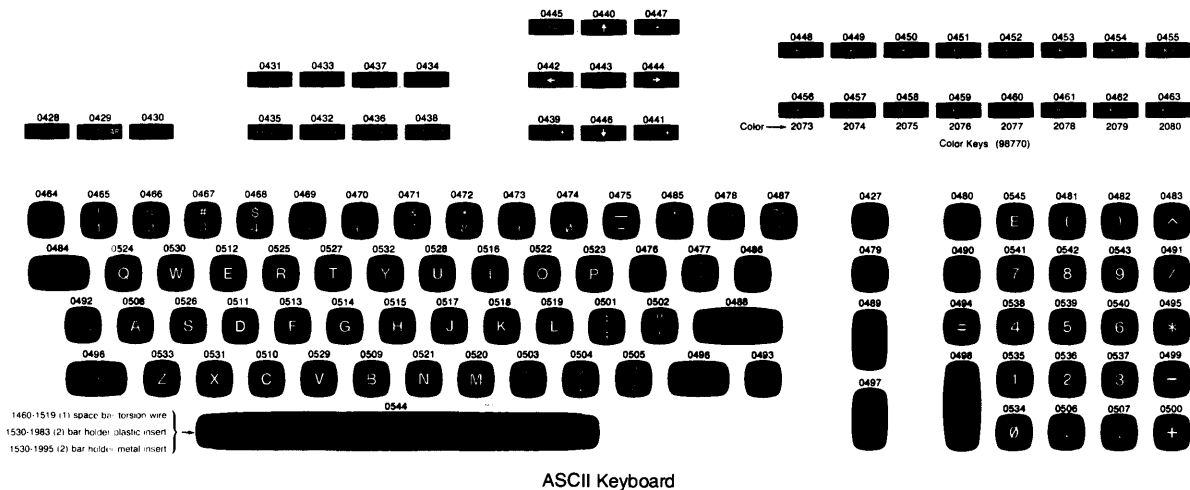 0445 0440 0447
0448 0449 0450 0451 0452 0453 0454 0455
0431 0433 0437 0434
0442 0443 0444
← →
0428 0429 0430
0435 0432 0436 0438
0439 0446 0441
0456 0457 0458 0459 0460 0461 0462 0463
Color → 2073 2074 2075 2076 2077 2078 2079 2080
Color Keys (98770)
0464 0465 0466 0467 0468 0469 0470 0471 0472 0473 0474 0475 0485 0478 0487 0427 0480 0545 0481 0482 0483
# $ E ( ) ^
0484 0524 0530 0512 0525 0527 0532 0528 0516 0522 0523 0476 0477 0486 0479 0490 0541 0542 0543 0491
Q W E R T Y U I O P 7 8 9 /
0492 0508 0526 0511 0513 0514 0515 0517 0518 0519 0501 0502 0488 0489 0494 0538 0539 0540 0495
A S D F G H J K L = 4 5 6 *
0496 0533 0531 0510 0529 0509 0521 0520 0503 0504 0505 0496 0493 0497 0498 0535 0536 0537 0499
Z X C V B N M 1 2 3 −
0544 0534 0506 0507 0500
Ø . , +
1460-1519 (1) space bar torsion wire
1530-1983 (2) bar holder plastic insert
1530-1995 (2) bar holder metal insert
ASCII Keyboard